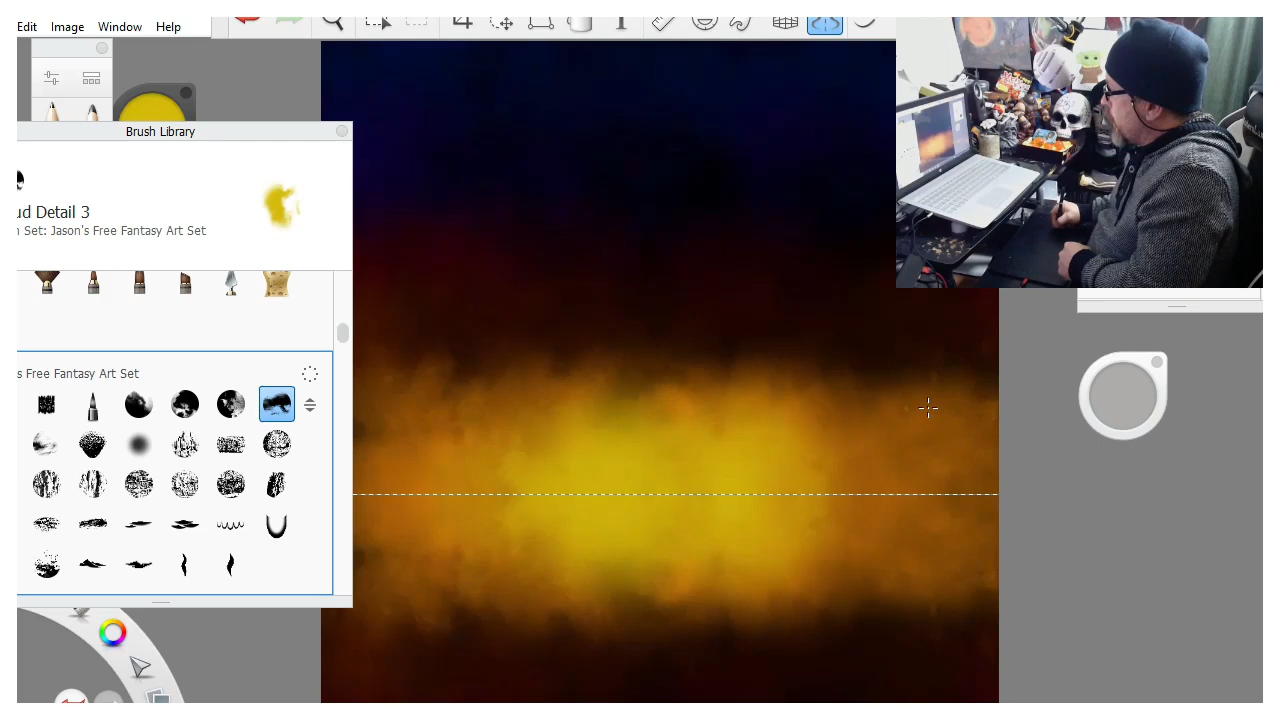 Edit Image Window Help
Brush Library
ud Detail 3
n Set: Jason's Free Fantasy Art Set
s Free Fantasy Art Set